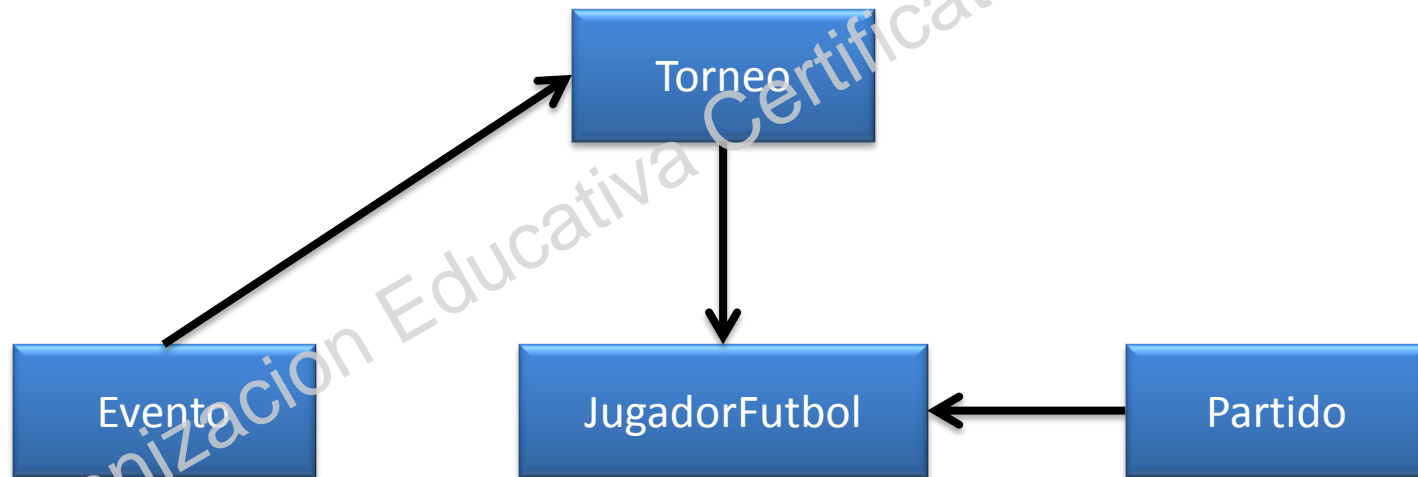 Torneo
Evento
JugadorFutbol
Partido
Educativa